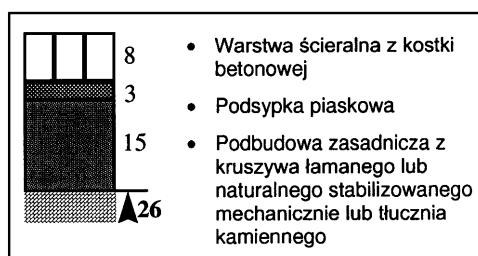 8
3
15
26
• Warstwa ścieralna z kostki
betonowej
• Podsypka piaskowa
• Podbudowa zasadnicza z
kruszywa łamanego lub
naturalnego stabilizowanego
mechanicznie lub tłucznia
kamiennego